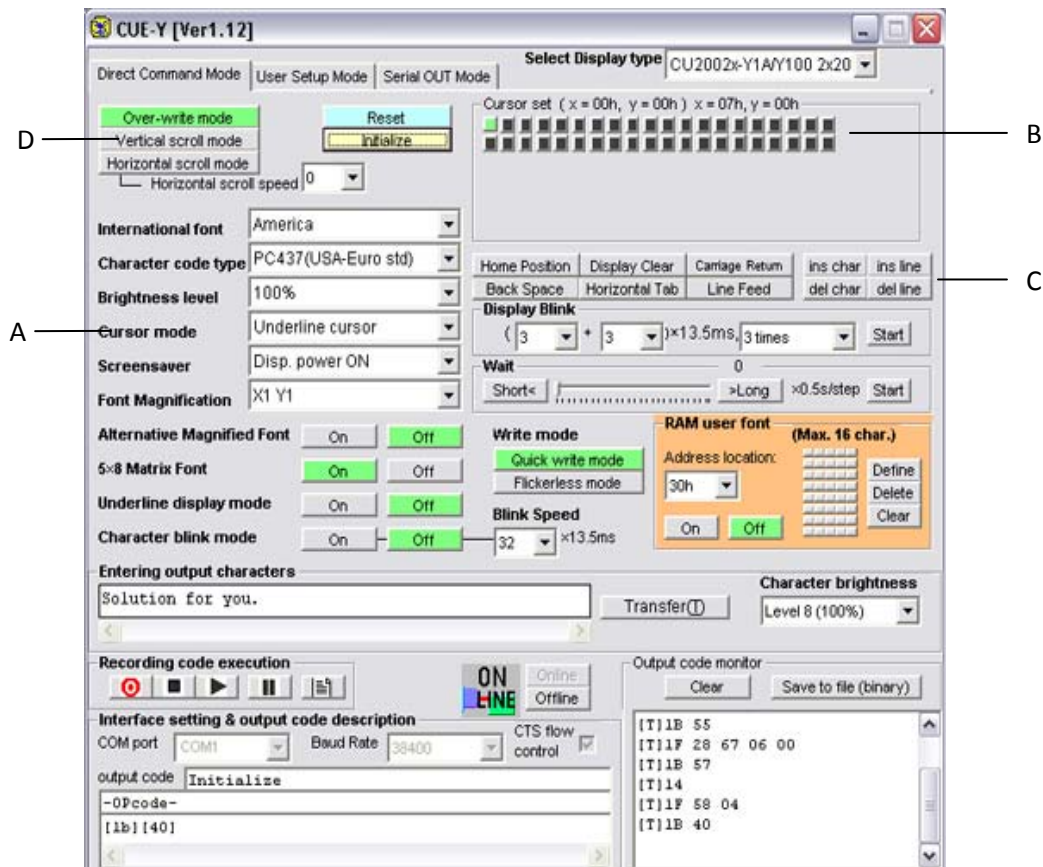 CUE-Y [Ver1.12]
Select Display type CU2002x-Y1A/Y100 2x20
Direct Command Mode User Setup Mode Serial OUT Mode
Cursor set ( x = 00h, y = 00h ) x = 07h, y = 00h
Over-write mode Reset
B
D Vertical scroll mode Initialize
Horizontal scroll mode
Horizontal scroll speed 0
International font America
Character code type PC437(USA-Euro std)
Home Position Display Clear Carriage Return ins char ins line
C
Back Space Horizontal Tab Line Feed del char del line
Brightness level 100%
Display Blink
A Cursor mode Underline cursor
( 3 + 3 )×13.5ms, 3 times Start
Screensaver Disp. power ON
Wait 0
Short< >Long ×0.5s/step Start
Font Magnification X1 Y1
Alternative Magnified Font On Off
Write mode
RAM user font (Max. 16 char.)
Quick write mode
Address location:
5×8 Matrix Font On Off
Flickerless mode
30h
Define
Delete
Clear
Underline display mode On Off
Blink Speed
On Off
Character blink mode On Off 32 ×13.5ms
Entering output characters
Character brightness
Solution for you.
Transfer(T) Level 8 (100%)
Recording code execution
ON LINE
Online
Offline
Output code monitor
Clear Save to file (binary)
Interface setting & output code description
COM port COM1 Baud Rate 38400 CTS flow control
output code Initialize
-OPcode-
[1b][40]
[T]1B 55
[T]1F 28 67 06 00
[T]1B 57
[T]14
[T]1F 58 04
[T]1B 40